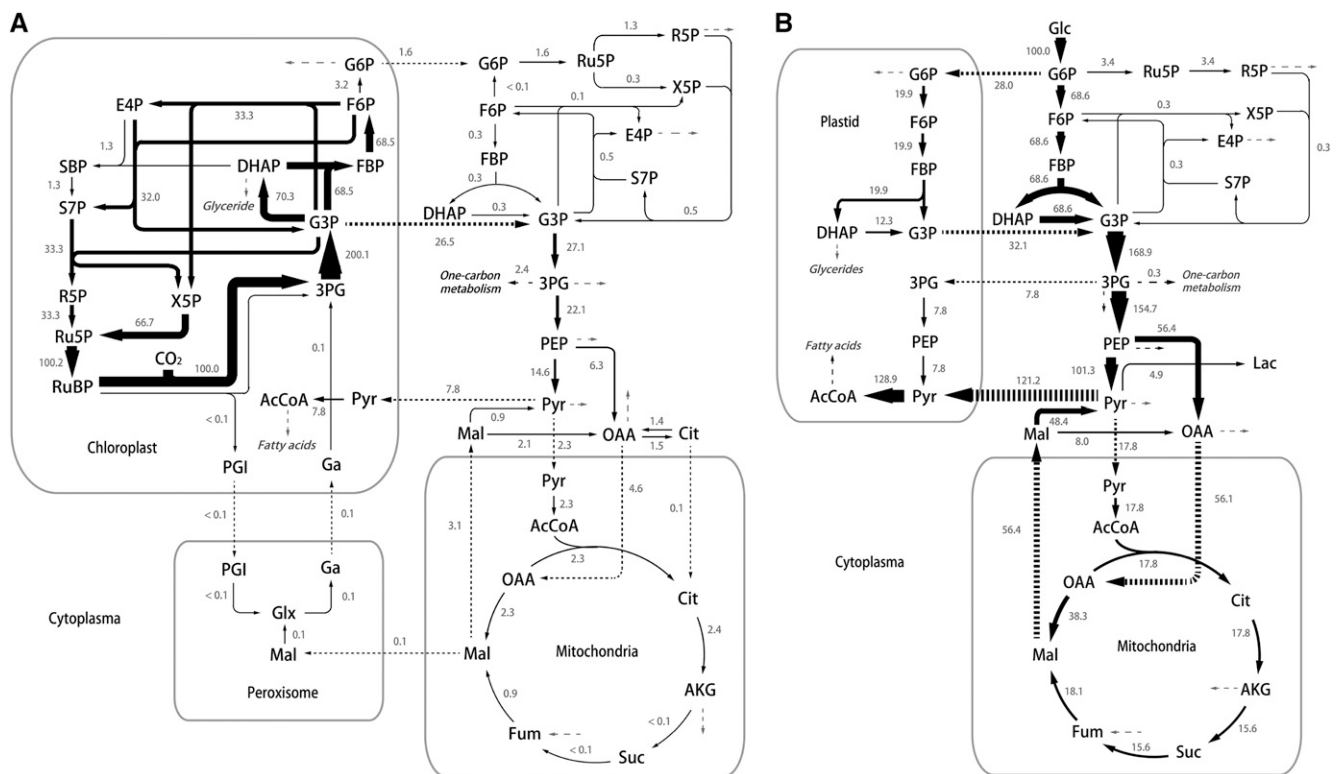 A
G6P
1.6
G6P
1.6
Ru5P
1.3
R5P
0.3
X5P
3.2
< 0.1
0.1
E4P
33.3
F6P
F6P
E4P
1.3
68.5
0.3
0.5
SBP
DHAP
FBP
FBP
S7P
1.3
32.0
70.3
68.5
0.3
S7P
Glyceride
G3P
DHAP
0.3
G3P
0.5
26.5
33.3
200.1
27.1
R5P
X5P
3PG
One-carbon
metabolism
2.4
3PG
33.3
66.7
22.1
Ru5P
0.1
PEP
100.2
CO2
100.0
14.6
6.3
RuBP
AcCoA
7.8
Pyr
7.8
Pyr
< 0.1
Fatty acids
0.9
Mal
2.1
2.3
OAA
1.4
1.5
Cit
Chloroplast
PGI
Ga
Pyr
4.6
2.3
3.1
0.1
< 0.1
0.1
AcCoA
2.3
PGI
Ga
OAA
Cit
< 0.1
0.1
2.3
2.4
Cytoplasma
Glx
0.1
0.1
Mal
Mal
Mitochondria
Peroxisome
0.9
AKG
< 0.1
Fum
< 0.1
Suc
B
Glc
100.0
G6P
28.0
G6P
3.4
Ru5P
3.4
R5P
19.9
68.6
0.3
X5P
Plastid
F6P
F6P
E4P
19.9
68.6
0.3
0.3
FBP
FBP
S7P
19.9
68.6
DHAP
12.3
G3P
DHAP
68.6
G3P
32.1
Glycerides
168.9
3PG
7.8
3PG
0.3
One-carbon
metabolism
7.8
154.7
56.4
Fatty acids
PEP
PEP
7.8
101.3
4.9
Lac
AcCoA
128.9
Pyr
121.2
Pyr
48.4
Mal
8.0
17.8
OAA
Pyr
56.1
17.8
56.4
AcCoA
Cytoplasma
17.8
OAA
Cit
38.3
17.8
Mal
Mitochondria
18.1
AKG
Fum
15.6
15.6
Suc